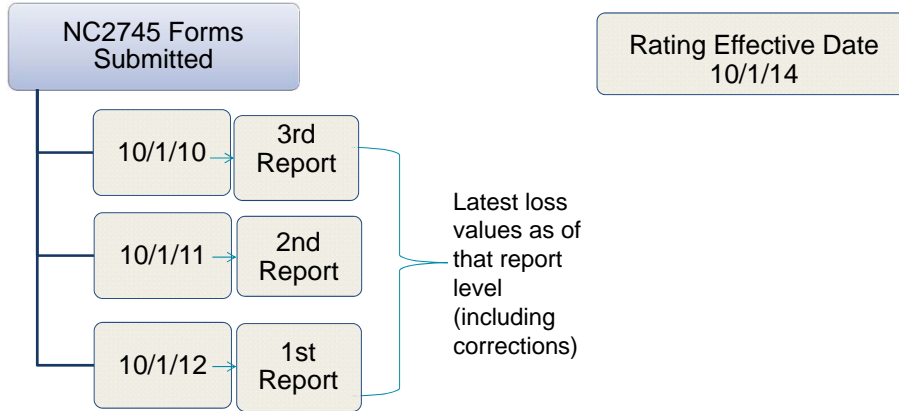 NC2745 Forms
Submitted
Rating Effective Date
10/1/14
10/1/10
3rd
Report
10/1/11
2nd
Report
10/1/12
1st
Report
Latest loss
values as of
that report
level
(including
corrections)